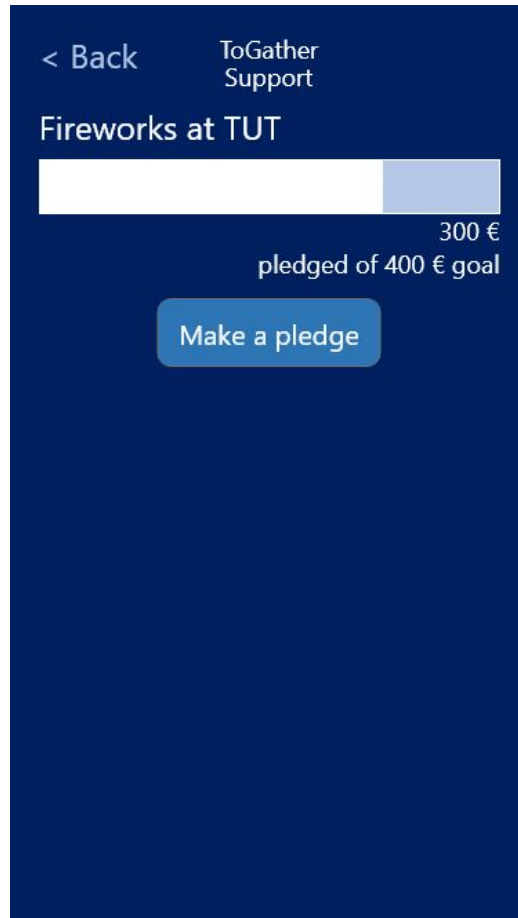 < Back
ToGather
Support
Fireworks at TUT
300 €
pledged of 400 € goal
Make a pledge